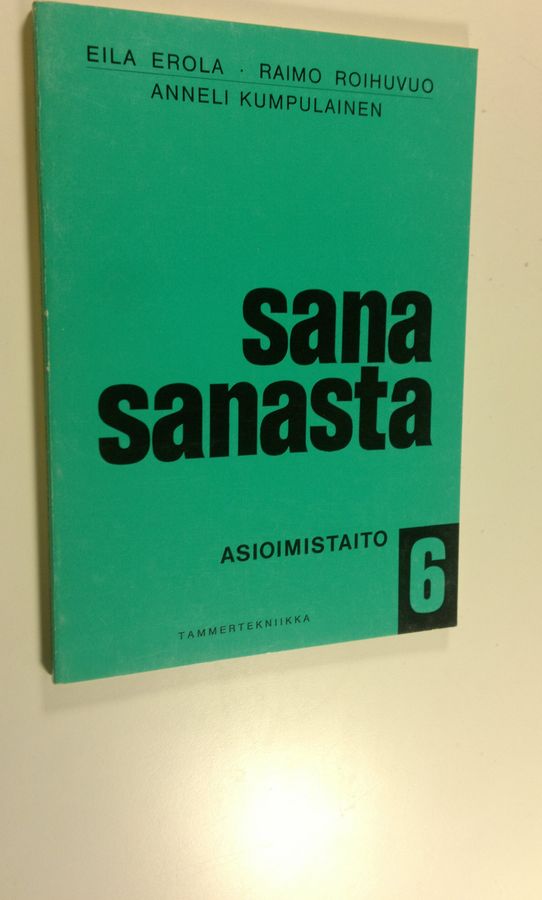 EILA EROLA · RAIMO ROIHUVUO
ANNELI KUMPULAINEN
sana
sanasta
ASIOIMISTAITO 6
TAMMERTEKNIIKKA